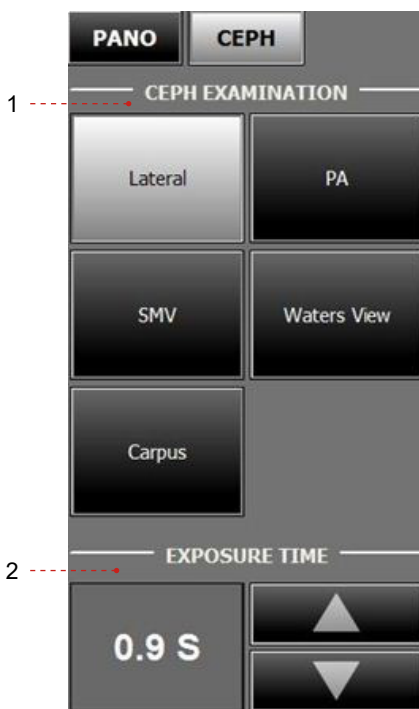 PANO CEPH
1 CEPH EXAMINATION
Lateral PA
SMV Waters View
Carpus
2 EXPOSURE TIME
0.9 S